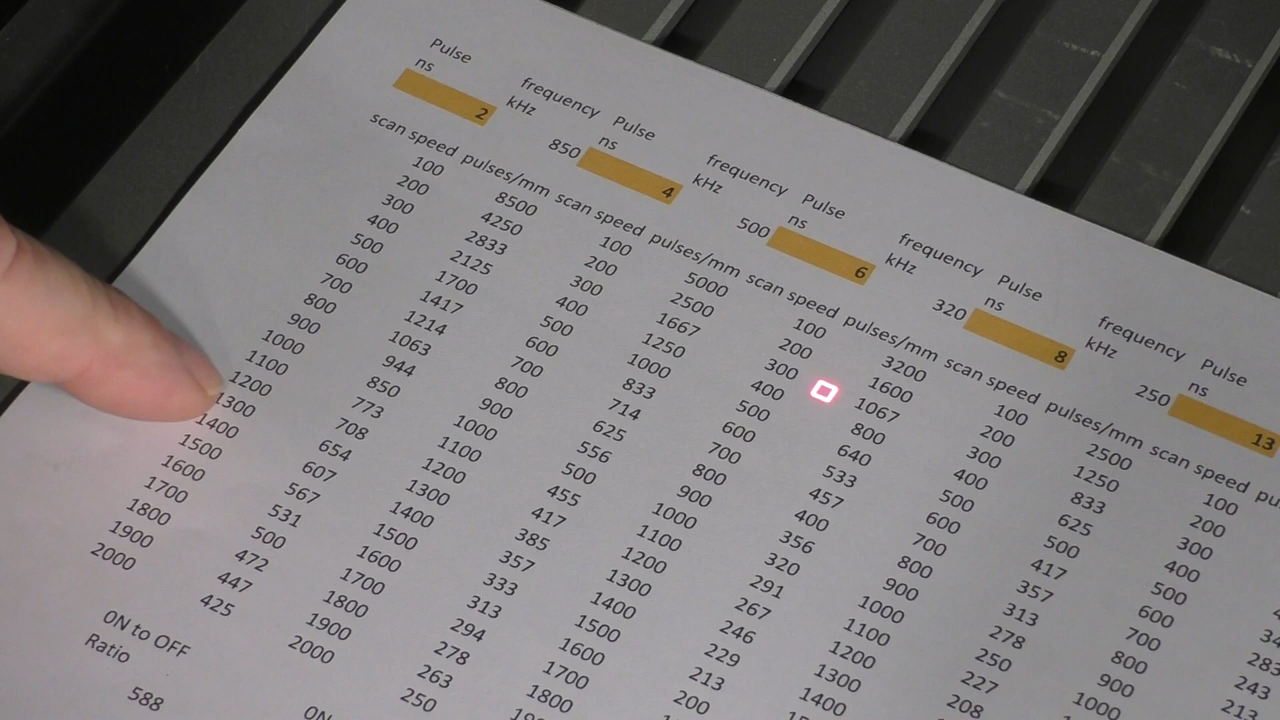 Pulse frequency Pulse frequency Pulse frequency Pulse frequency Pulse
ns kHz ns kHz ns kHz ns kHz ns
2 850 4 500 6 320 8 250 13
scan speed pulses/mm scan speed pulses/mm scan speed pulses/mm scan speed pulses/mm scan speed
100 8500 100 5000 100 3200 100 2500 100
200 4250 200 2500 200 1600 200 1250 200
300 2833 300 1667 300 1067 300 833 300
400 2125 400 1250 400 800 400 625 400
500 1700 500 1000 500 640 500 500 500
600 1417 600 833 600 533 600 417 600 283
700 1214 700 714 700 457 700 357 700 243
800 1063 800 625 800 400 800 313 800 213
900 944 900 556 900 356 900 278 900
1000 850 1000 500 1000 320 1000 250 1000
1100 773 1100 455 1100 291 1100 227
1200 708 1200 417 1200 267 1200 208
1300 654 1300 385 1300 246 1300
1400 607 1400 357 1400 229 1400
1500 567 1500 333 1500 213
1600 531 1600 313 1600 200
1700 500 1700 294 1700
1800 472 1800 278 1800
1900 447 1900 263
2000 425 2000 250
ON to OFF
Ratio
588